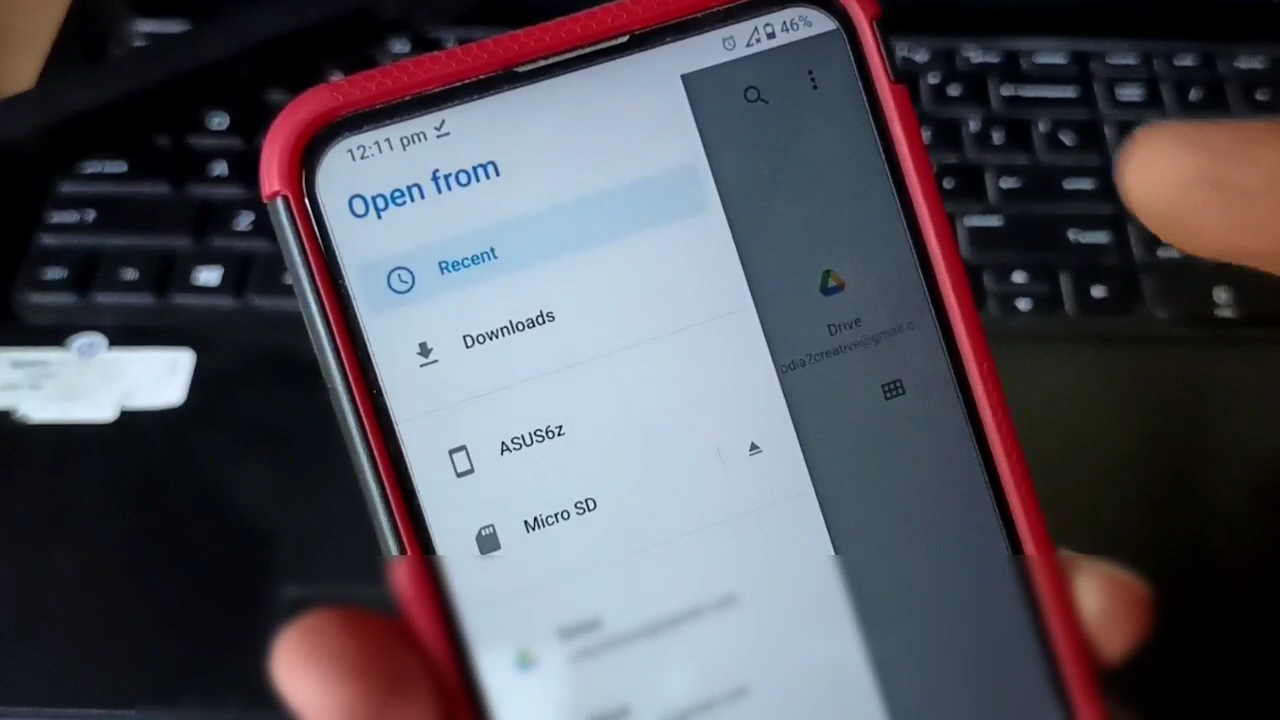 46%
12:11 pm
Open from
Recent
Downloads
ASUS6z
Micro SD
Drive
odia2creative@gmail.c